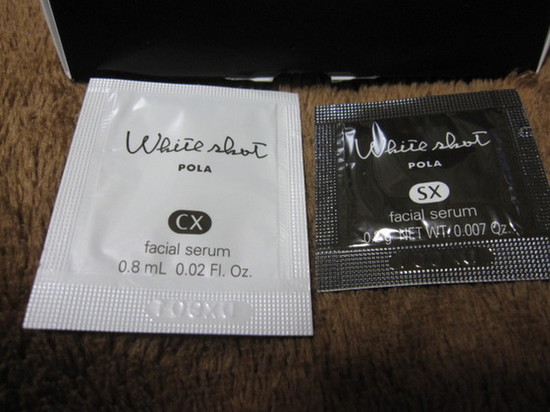 White shot
POLA
CX
facial serum
0.8 mL 0.02 Fl. Oz.
White shot
POLA
SX
facial serum
NET WT. 0.007 Oz.